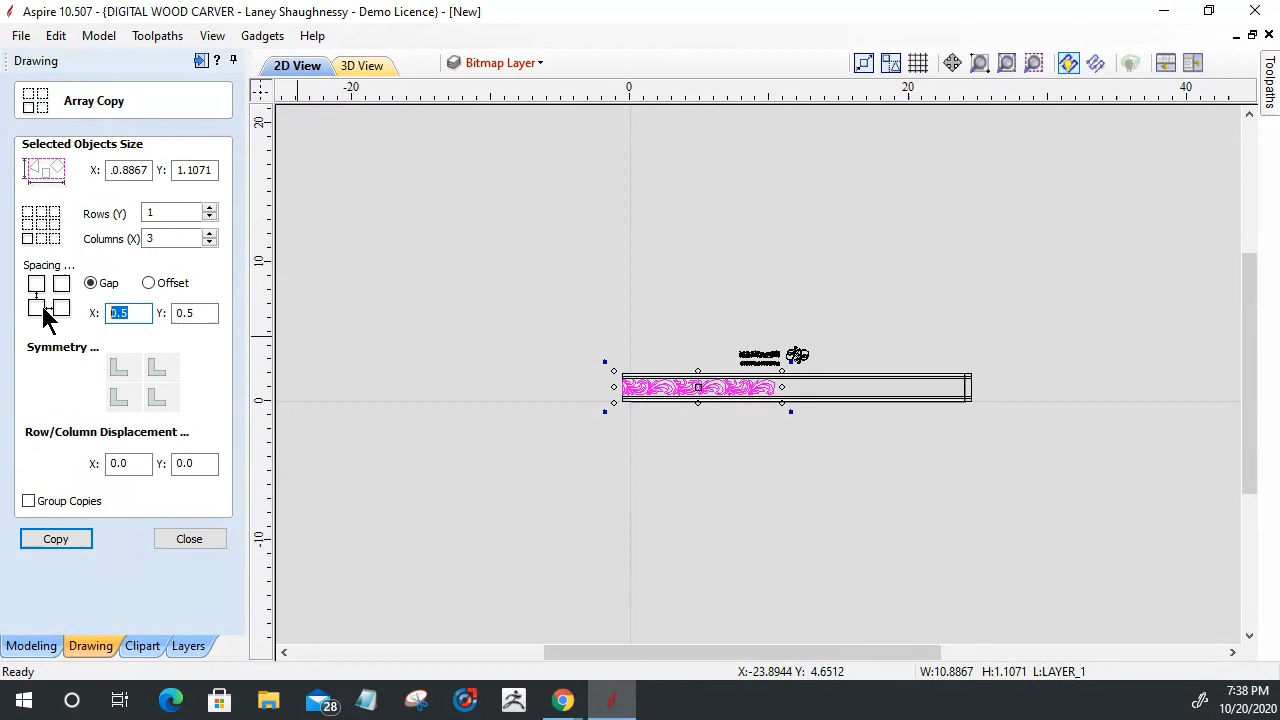 Aspire 10.507 - {DIGITAL WOOD CARVER - Laney Shaughnessy - Demo Licence} - [New]
File Edit Model Toolpaths View Gadgets Help
Drawing
2D View 3D View Bitmap Layer
Array Copy
Selected Objects Size
X: .0.8867 Y: 1.1071
Rows (Y) 1
Columns (X) 3
Spacing ...
Gap Offset
X: 0.5 Y: 0.5
Symmetry ...
Row/Column Displacement ...
X: 0.0 Y: 0.0
Group Copies
Copy Close
Modeling Drawing Clipart Layers
-20 0 20 40
20
10
0
-10
Toolpaths
Ready X:-23.8944 Y: 4.6512 W:10.8867 H:1.1071 L:LAYER_1
28
7:38 PM
10/20/2020